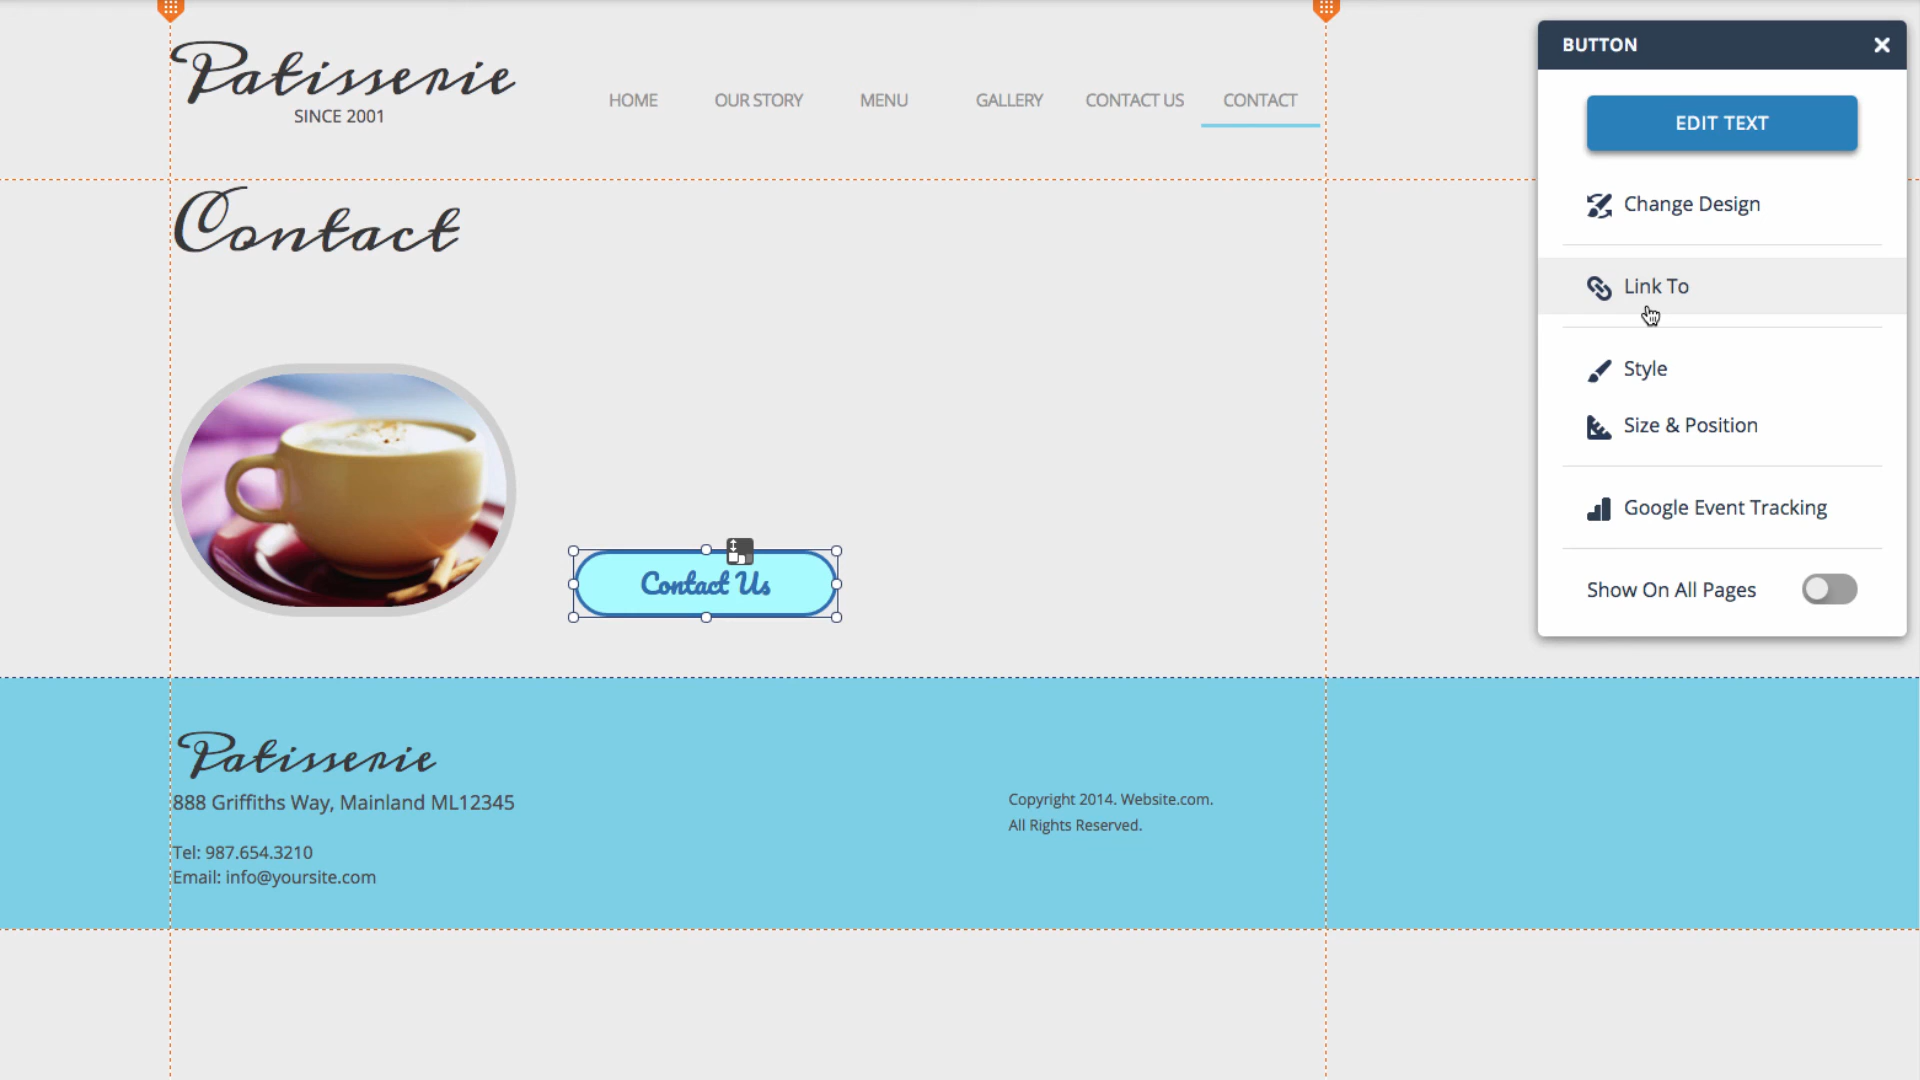 Patisserie
SINCE 2001
HOME
OUR STORY
MENU
GALLERY
CONTACT US
CONTACT
Contact
Contact Us
BUTTON
EDIT TEXT
Change Design
Link To
Style
Size & Position
Google Event Tracking
Show On All Pages
Patisserie
888 Griffiths Way, Mainland ML12345
Tel: 987.654.3210
Email: info@yoursite.com
Copyright 2014. Website.com.
All Rights Reserved.